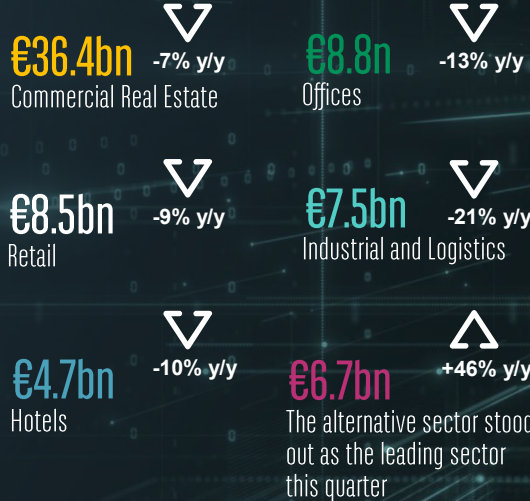 €36.4bn -7% y/y
Commercial Real Estate
€8.8n -13% y/y
Offices
€8.5bn -9% y/y
Retail
€7.5bn -21% y/y
Industrial and Logistics
€4.7bn -10% y/y
Hotels
€6.7bn +46% y/y
The alternative sector stood
out as the leading sector
this quarter